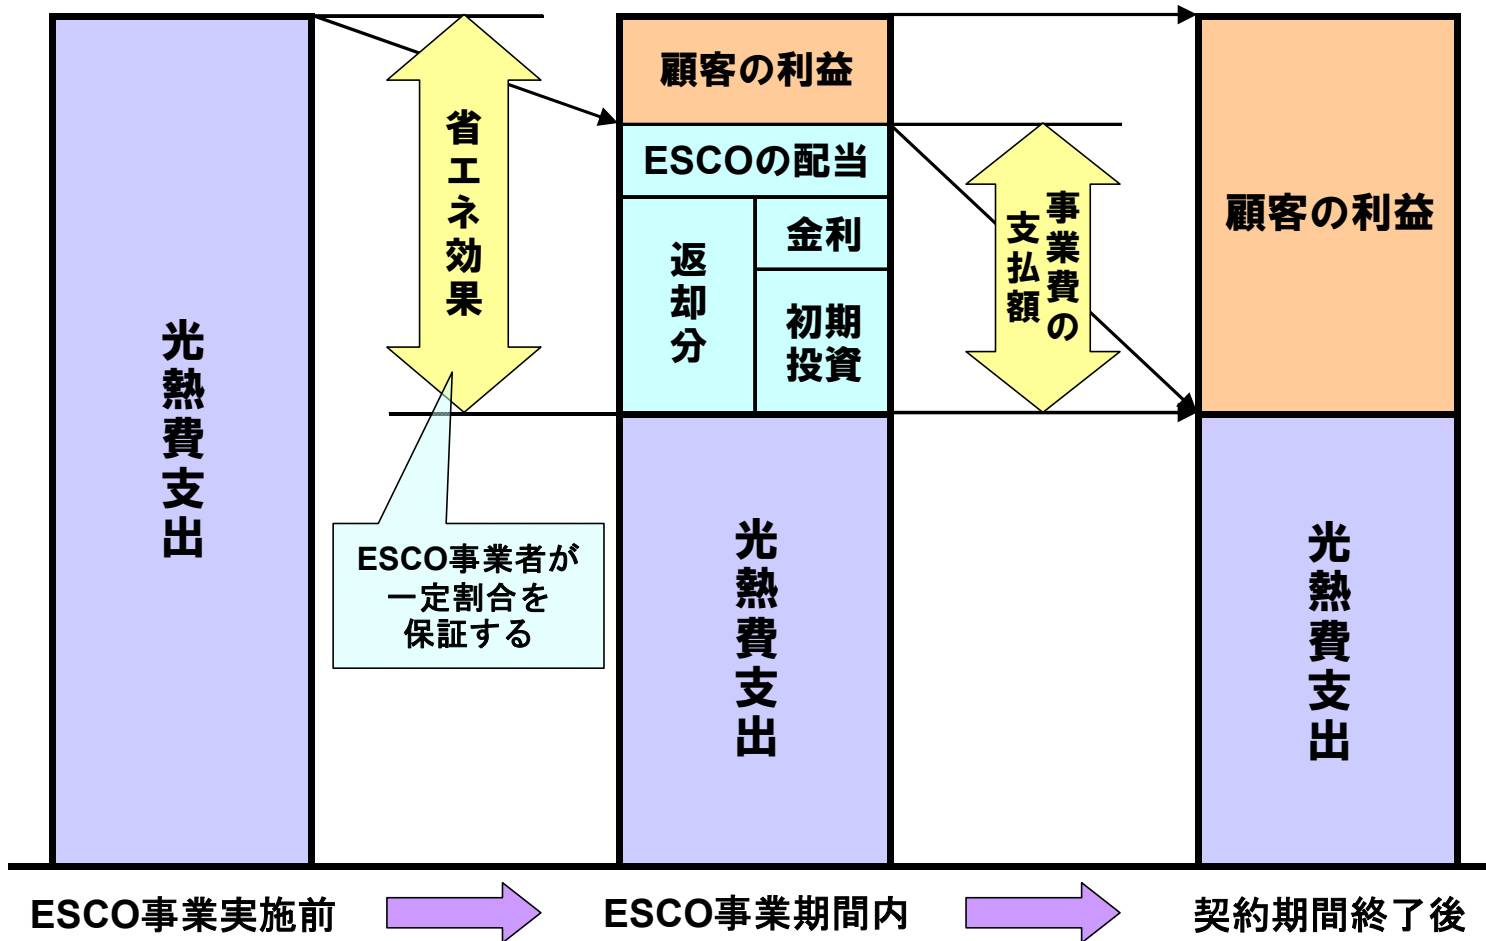 光熱費支出
省エネ効果
ESCO事業者が
一定割合を
保証する
顧客の利益
ESCOの配当
返却分
金利
初期
投資
光熱費支出
事業費の
支払額
顧客の利益
光熱費支出
ESCO事業実施前
ESCO事業期間内
契約期間終了後